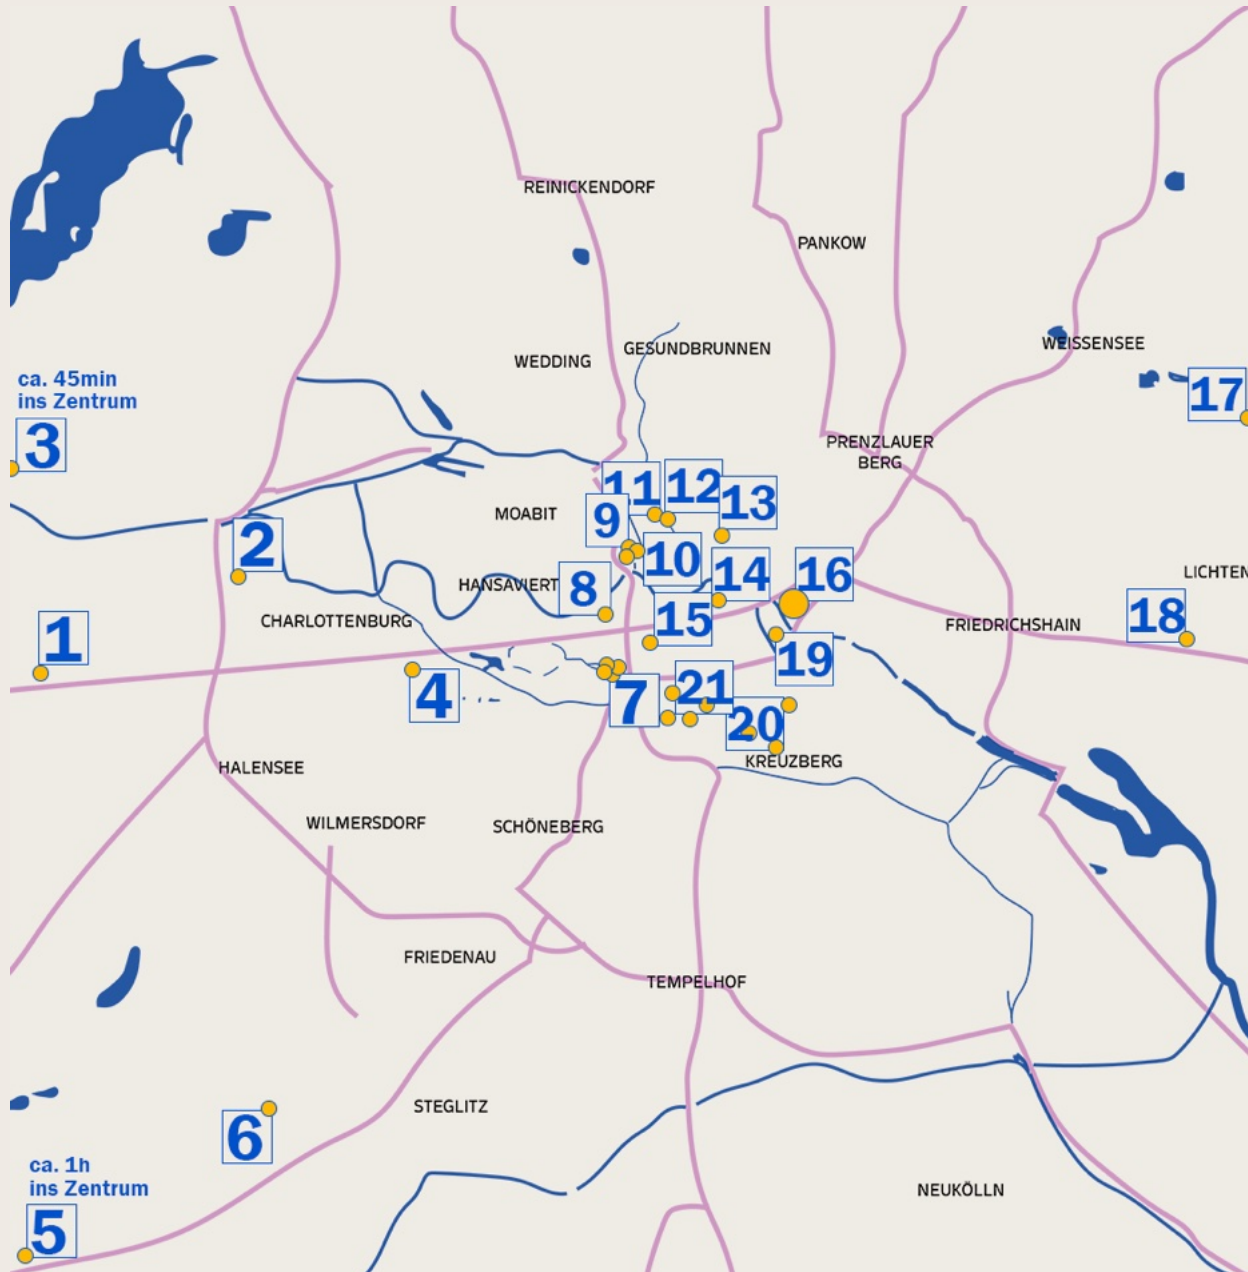 REINICKENDORF
PANKOW
WEISSENSEE
GESUNDBRUNNEN
WEDDING
ca. 45min
ins Zentrum
3
17
PRENZLAUER
BERG
11
12
13
9
MOABIT
2
10
14
16
HANSAVIERT
8
LICHTEN
1
CHARLOTTENBURG
15
FRIEDRICHSHAIN
18
19
4
7
21
20
KREUZBERG
HALENSEE
WILMERSDORF
SCHÖNEBERG
FRIEDENAU
TEMPELHOF
STEGLITZ
6
ca. 1h
ins Zentrum
5
NEUKÖLLN